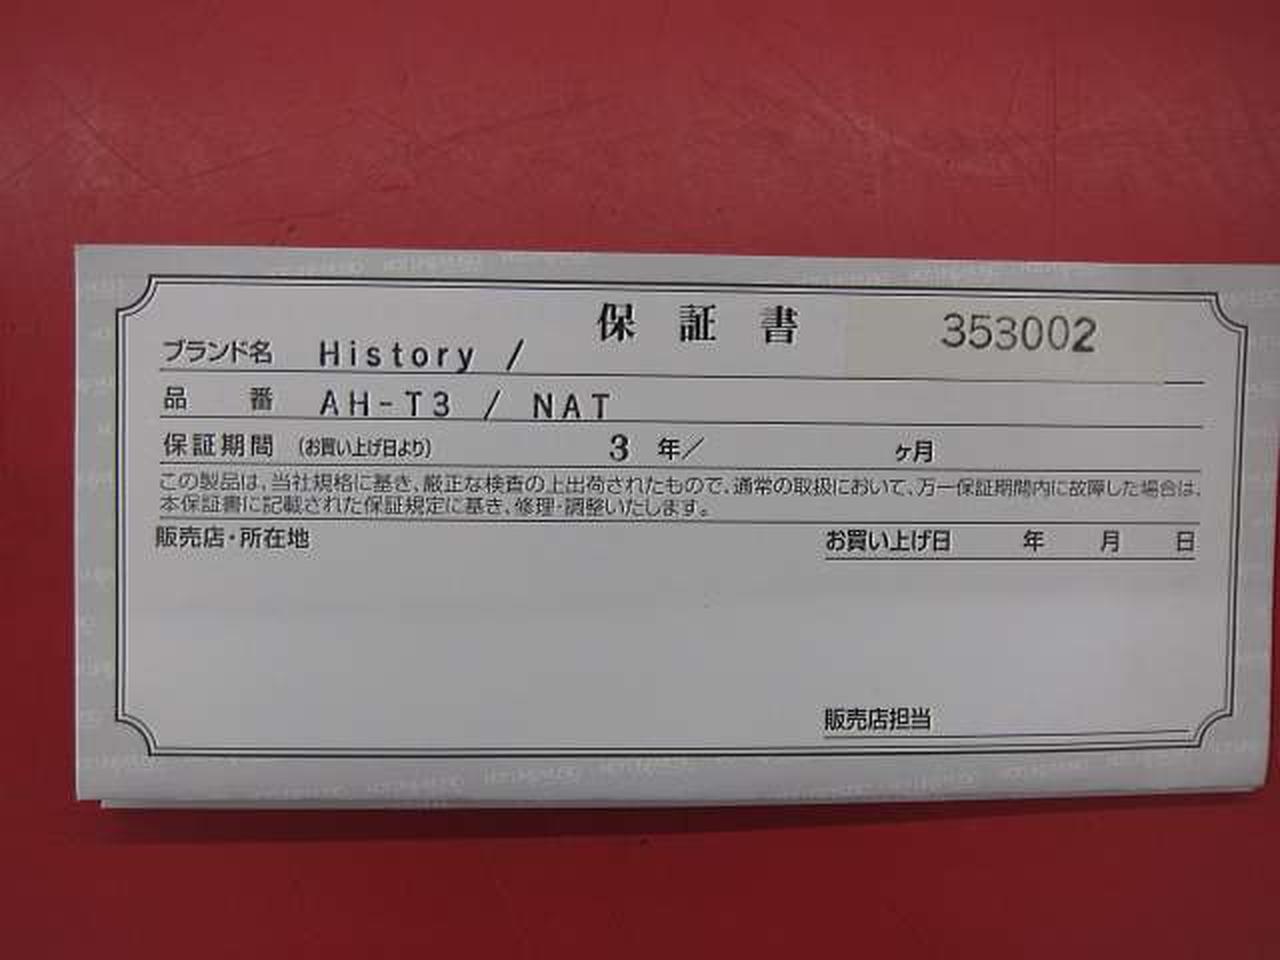 保証書 353002
ブランド名 History /
品番 AH-T3 / NAT
保証期間 (お買い上げ日より) 3 年/ ヶ月
この製品は、当社規格に基き、厳正な検査の上出荷されたもので、通常の取扱において、万一保証期間内に故障した場合は、
本保証書に記載された保証規定に基き、修理・調整いたします。
販売店・所在地 お買い上げ日 年 月 日
販売店担当